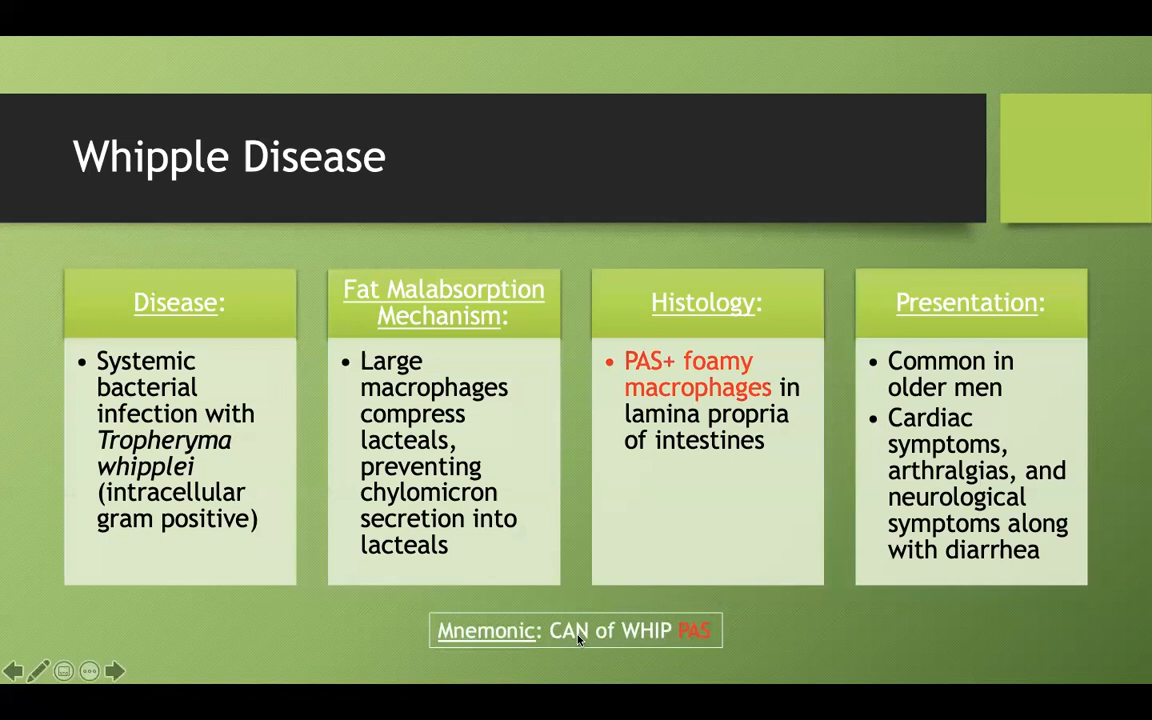 Whipple Disease
Disease:
• Systemic
bacterial
infection with
Tropheryma
whipplei
(intracellular
gram positive)
Fat Malabsorption
Mechanism:
• Large
macrophages
compress
lacteals,
preventing
chylomicron
secretion into
lacteals
Histology:
• PAS+ foamy
macrophages in
lamina propria
of intestines
Presentation:
• Common in
older men
• Cardiac
symptoms,
arthralgias, and
neurological
symptoms along
with diarrhea
Mnemonic: CAN of WHIP PAS